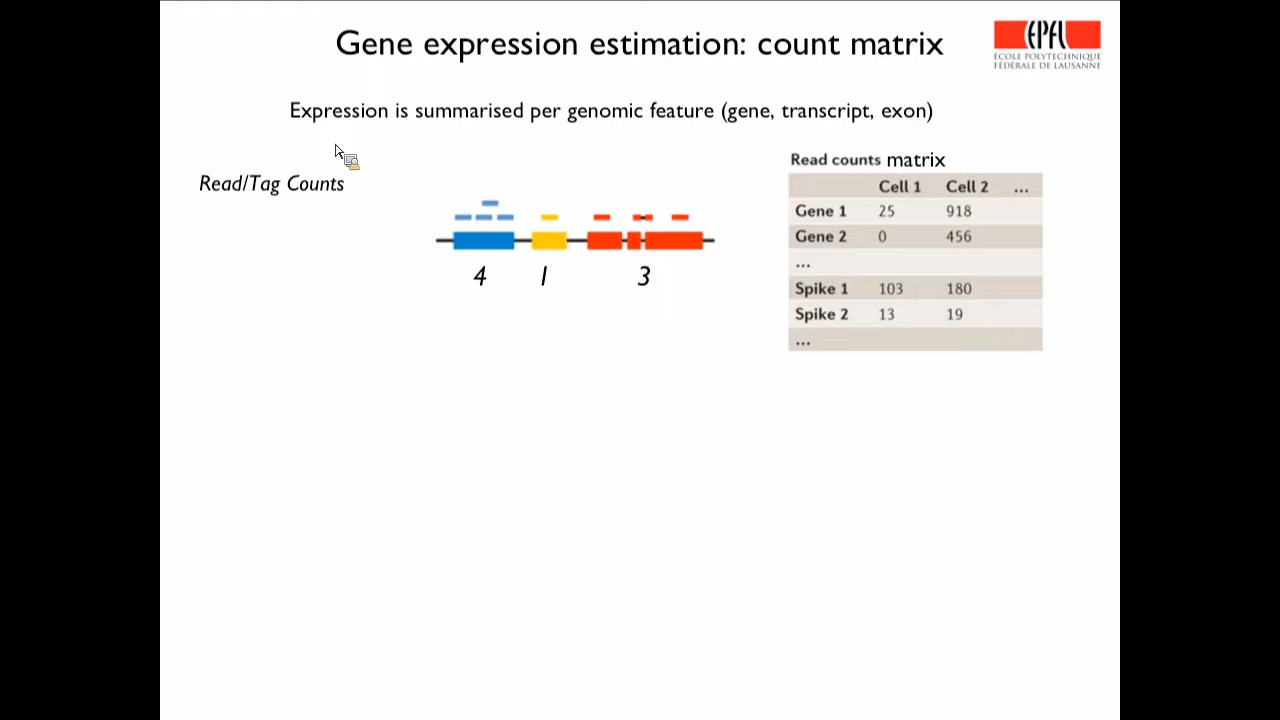 Gene expression estimation: count matrix
EPFL
ÉCOLE POLYTECHNIQUE
FÉDÉRALE DE LAUSANNE
Expression is summarised per genomic feature (gene, transcript, exon)
Read/Tag Counts
4 1 3
Read counts matrix
Cell 1 Cell 2 ...
Gene 1 25 918
Gene 2 0 456
...
Spike 1 103 180
Spike 2 13 19
...